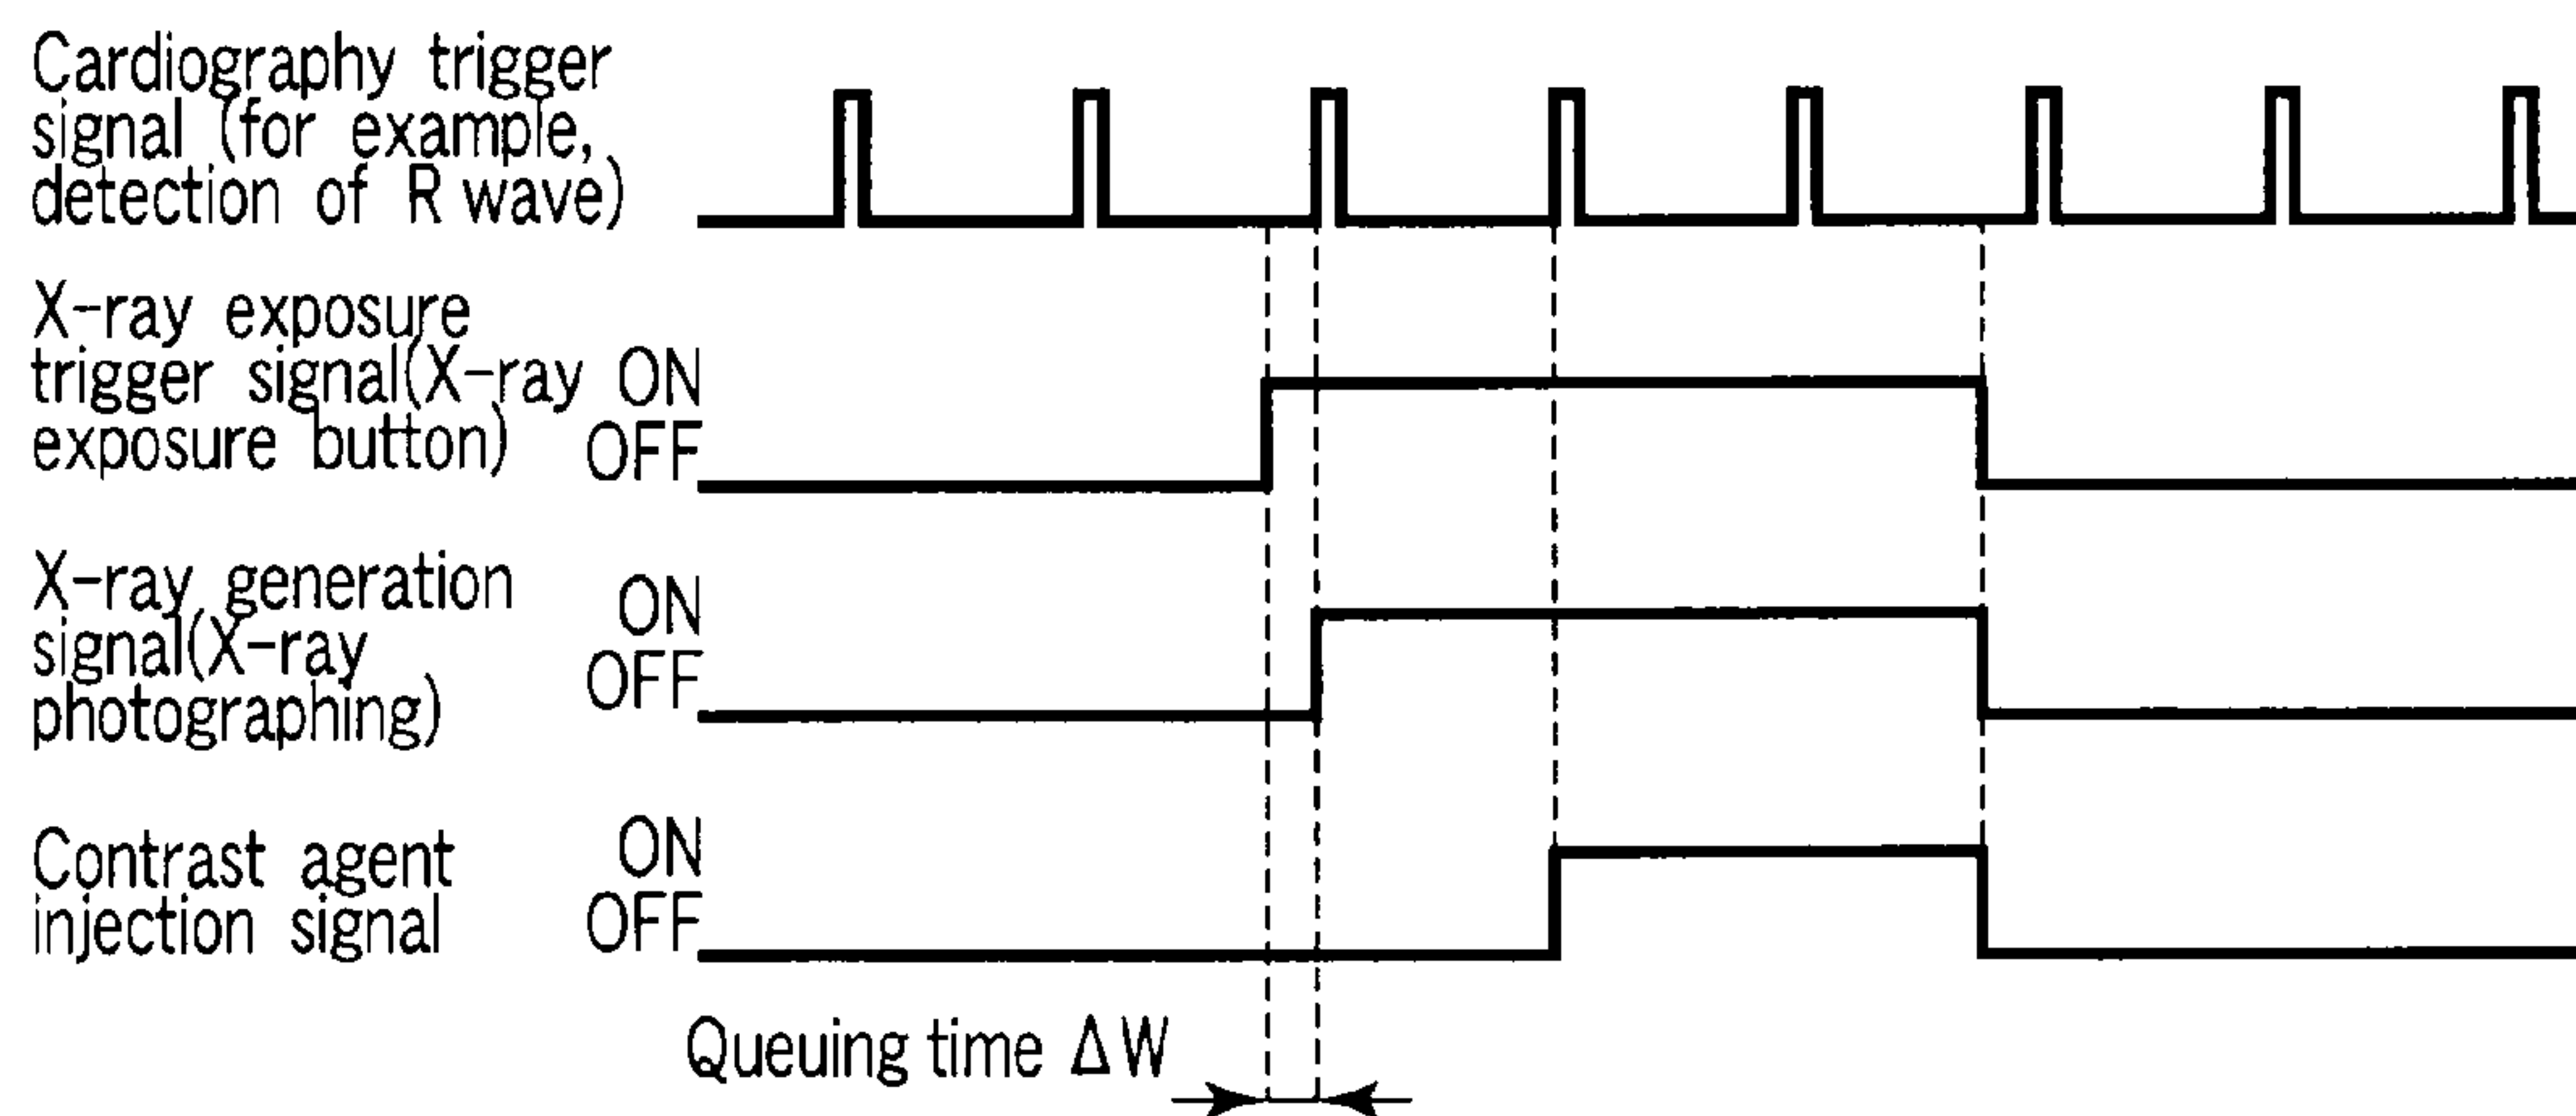 Cardiography trigger
signal (for example,
detection of R wave)
X-ray exposure
trigger signal(X-ray ON
exposure button) OFF
X-ray generation ON
signal(X-ray OFF
photographing)
Contrast agent ON
injection signal OFF
Queuing time ΔW